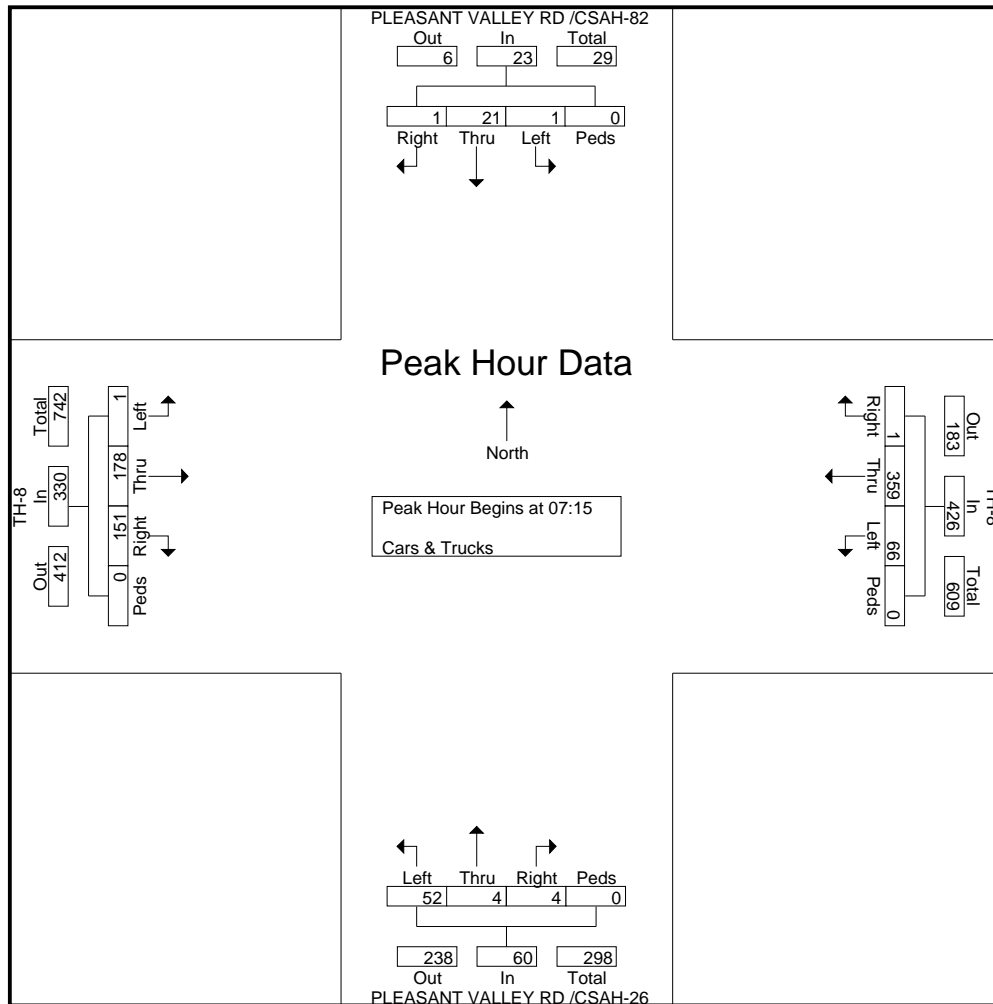 PLEASANT VALLEY RD /CSAH-82
Out In Total
6 23 29
1 21 1 0
Right Thru Left Peds
Peak Hour Data
North
Peak Hour Begins at 07:15
Cars & Trucks
TH-8
Out In Total
412 330 742
Left Thru Right Peds
1 178 151 0
Right Thru Left Peds
1 359 66 0
Out In Total
183 426 609
TH-8
Left Thru Right Peds
52 4 4 0
238 60 298
Out In Total
PLEASANT VALLEY RD /CSAH-26